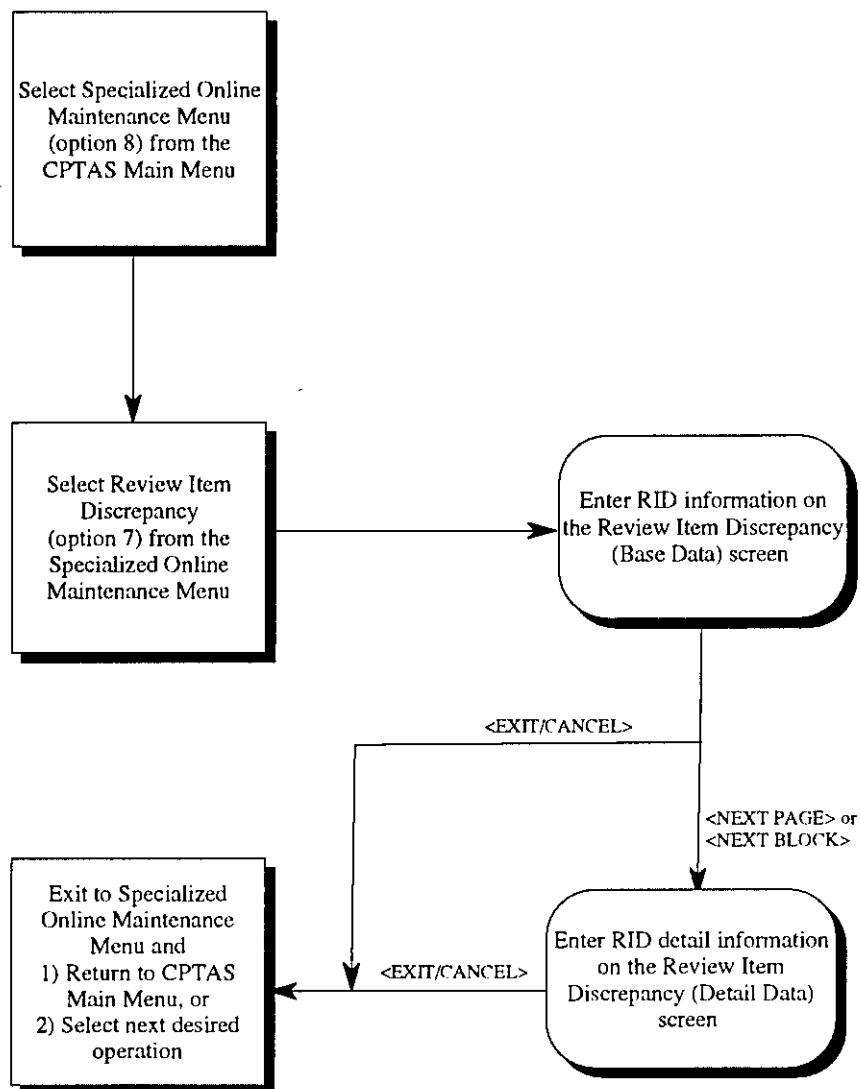 Select Specialized Online
Maintenance Menu
(option 8) from the
CPTAS Main Menu
Select Review Item
Discrepancy
(option 7) from the
Specialized Online
Maintenance Menu
Enter RID information on
the Review Item Discrepancy
(Base Data) screen
<EXIT/CANCEL>
<NEXT PAGE> or
<NEXT BLOCK>
Exit to Specialized
Online Maintenance
Menu and
1) Return to CPTAS
Main Menu, or
2) Select next desired
operation
<EXIT/CANCEL>
Enter RID detail information
on the Review Item
Discrepancy (Detail Data)
screen